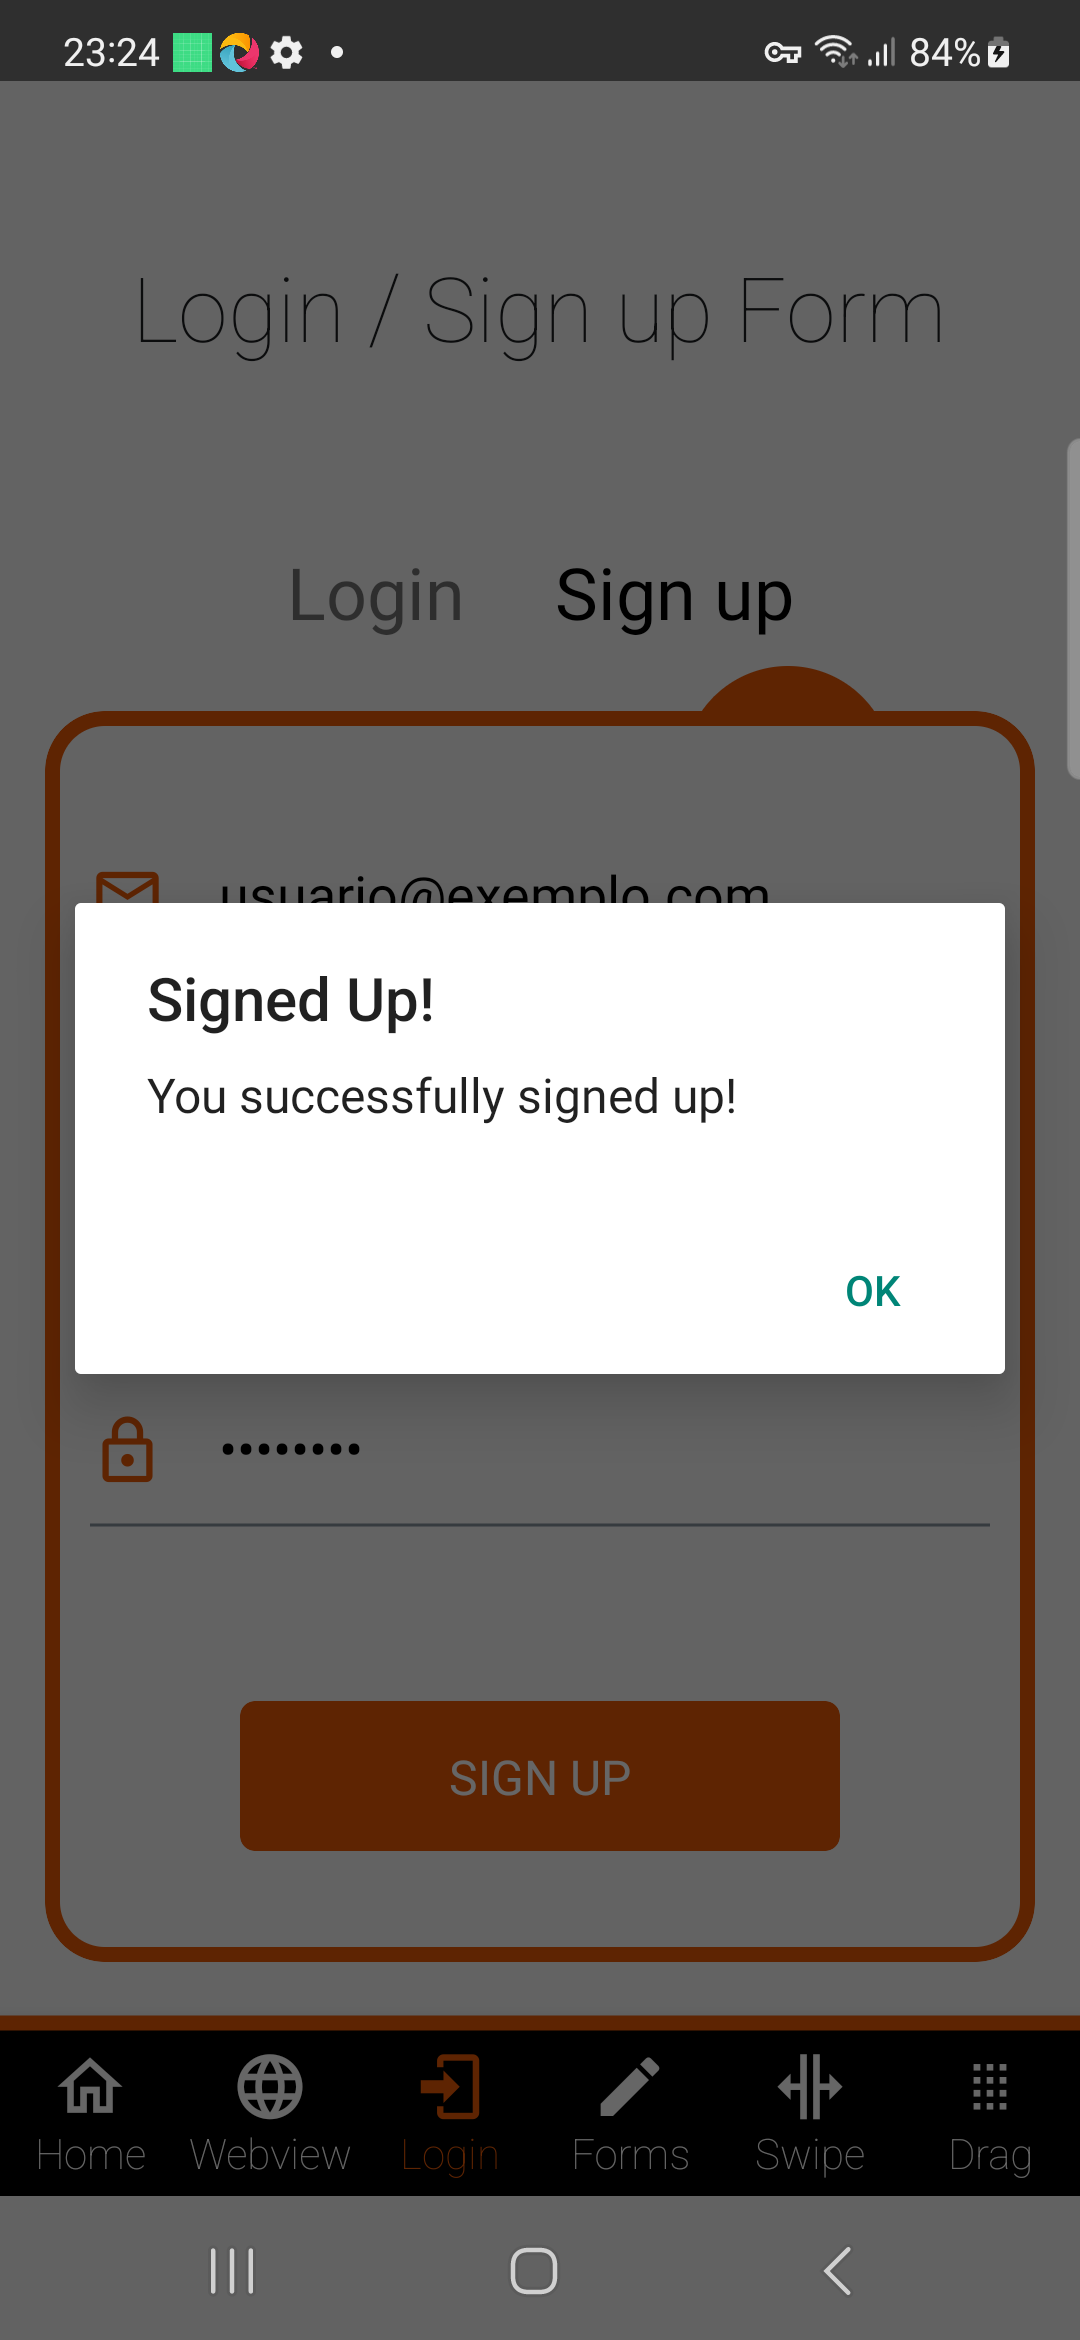 23:24 84%
Login / Sign up Form
Login Sign up
usuario@exemplo.com
Signed Up!
You successfully signed up!
OK
••••••••
SIGN UP
Home Webview Login Forms Swipe Drag